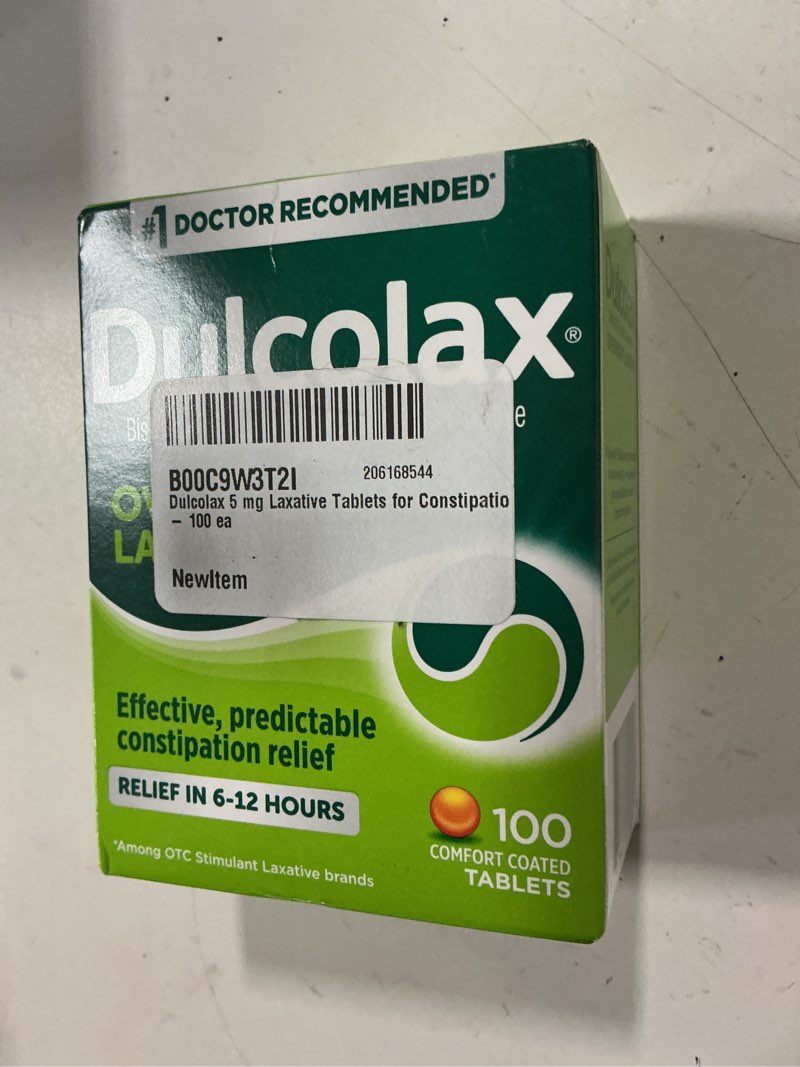 #1 DOCTOR RECOMMENDED*
Dulcolax®
B00C9W3T2I 206168544
Dulcolax 5 mg Laxative Tablets for Constipatio
– 100 ea
NewItem
Effective, predictable
constipation relief
RELIEF IN 6-12 HOURS
100
COMFORT COATED
TABLETS
*Among OTC Stimulant Laxative brands